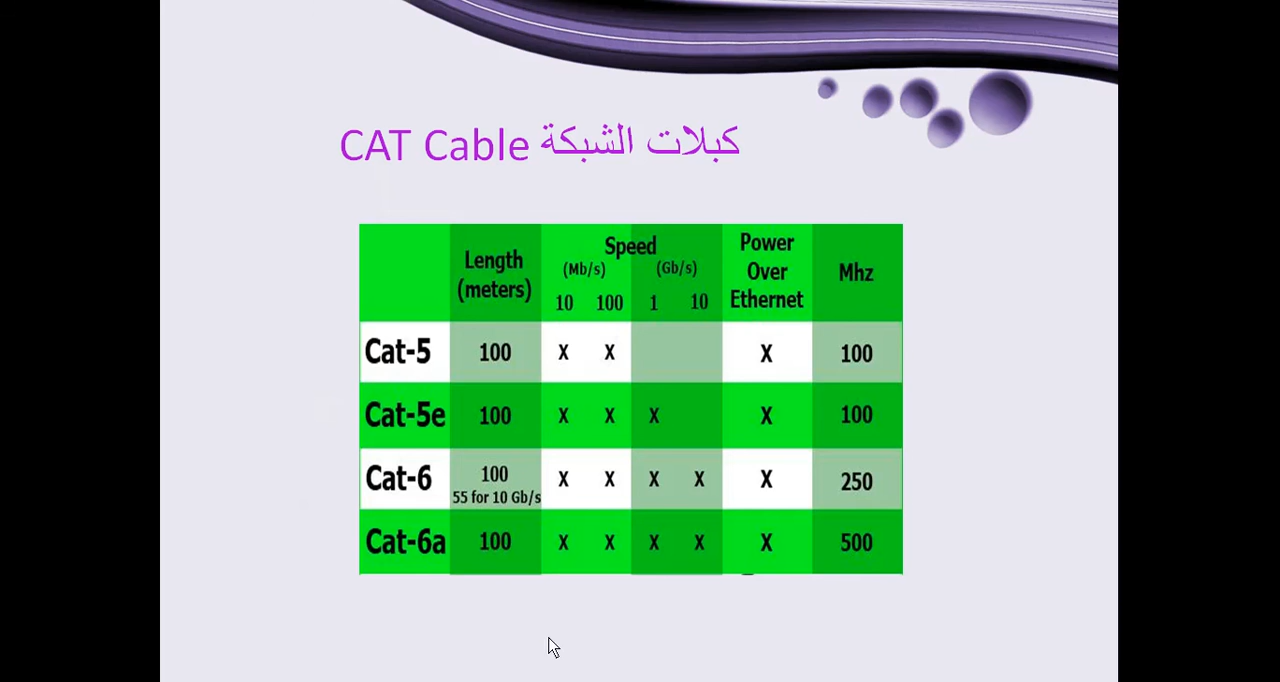 CAT Cable كبلات الشبكة
Length (meters) Speed (Mb/s) (Gb/s) 10 100 1 10 Power Over Ethernet Mhz
Cat-5 100 X X X 100
Cat-5e 100 X X X X 100
Cat-6 100 55 for 10 Gb/s X X X X X 250
Cat-6a 100 X X X X X 500